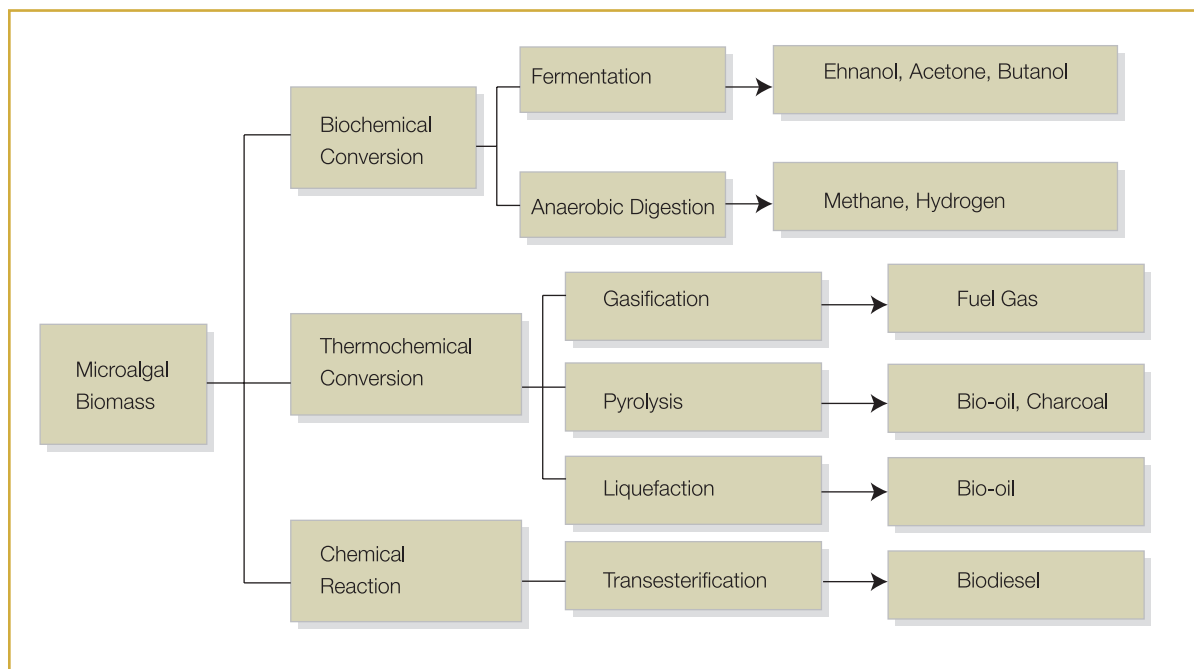 Fermentation
Ehnanol, Acetone, Butanol
Biochemical
Conversion
Anaerobic Digestion
Methane, Hydrogen
Gasification
Fuel Gas
Microalgal
Biomass
Thermochemical
Conversion
Pyrolysis
Bio-oil, Charcoal
Liquefaction
Bio-oil
Chemical
Reaction
Transesterification
Biodiesel